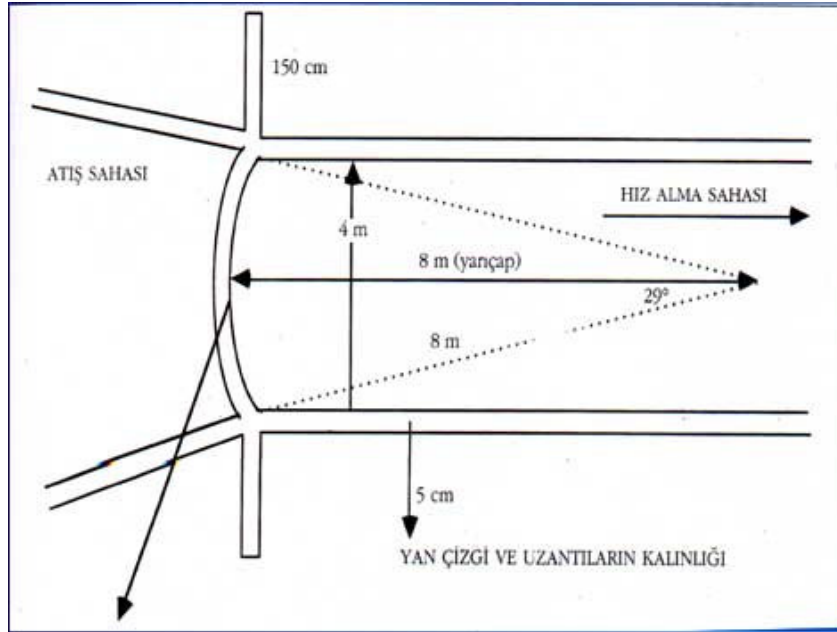 150 cm
ATIŞ SAHASI
HIZ ALMA SAHASI
4 m
8 m (yarıçap)
29°
8 m
5 cm
YAN ÇİZGİ VE UZANTILARIN KALINLIĞI